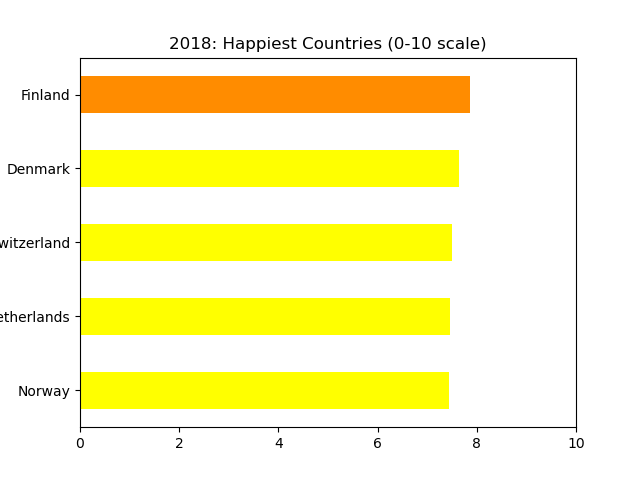 2018: Happiest Countries (0-10 scale)
Finland
Denmark
witzerland
etherlands
Norway
0 2 4 6 8 10